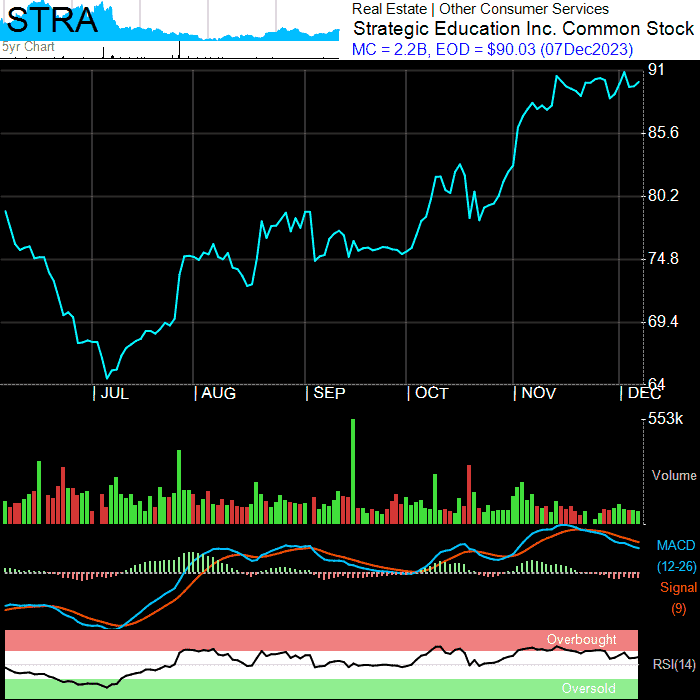 STRA
5yr Chart
Real Estate | Other Consumer Services
Strategic Education Inc. Common Stock
MC = 2.2B, EOD = $90.03 (07Dec2023)
91
85.6
80.2
74.8
69.4
64
JUL
AUG
SEP
OCT
NOV
DEC
553k
Volume
MACD
(12-26)
Signal
(9)
Overbought
RSI(14)
Oversold